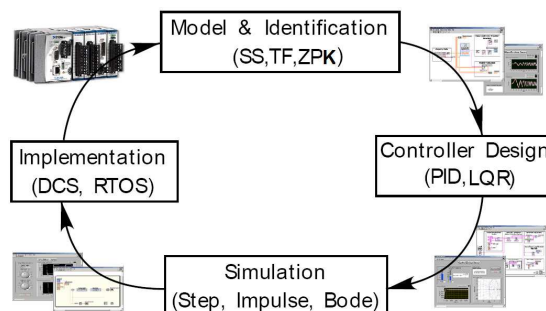 Model & Identification
(SS,TF,ZPK)
Controller Design
(PID,LQR)
Simulation
(Step, Impulse, Bode)
Implementation
(DCS, RTOS)